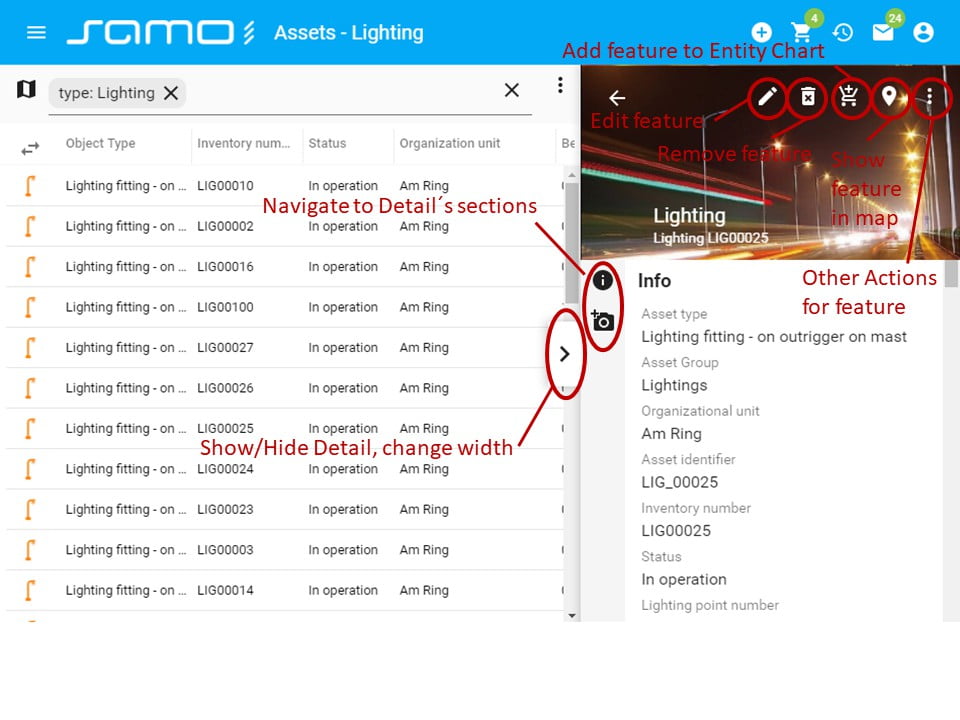 samo
Assets - Lighting
4
24
Add feature to Entity Chart
type: Lighting
Edit feature
Remove feature
Show
feature
in map
Object Type Inventory num... Status Organization unit Be
Lighting fitting - on ... LIG00010 In operation Am Ring
Navigate to Detail´s sections
Lighting fitting - on ... LIG00002 In operation Am Ring
Lighting fitting - on ... LIG00016 In operation Am Ring
Lighting fitting - on ... LIG00100 In operation Am Ring
Lighting fitting - on ... LIG00027 In operation Am Ring
Lighting fitting - on ... LIG00026 In operation Am Ring
Lighting fitting - on ... LIG00025 In operation Am Ring
Show/Hide Detail, change width
Lighting fitting - on ... LIG00024 In operation Am Ring
Lighting fitting - on ... LIG00023 In operation Am Ring
Lighting fitting - on ... LIG00003 In operation Am Ring
Lighting fitting - on ... LIG00014 In operation Am Ring
Lighting
Lighting LIG00025
Other Actions
for feature
Info
Asset type
Lighting fitting - on outrigger on mast
Asset Group
Lightings
Organizational unit
Am Ring
Asset identifier
LIG_00025
Inventory number
LIG00025
Status
In operation
Lighting point number